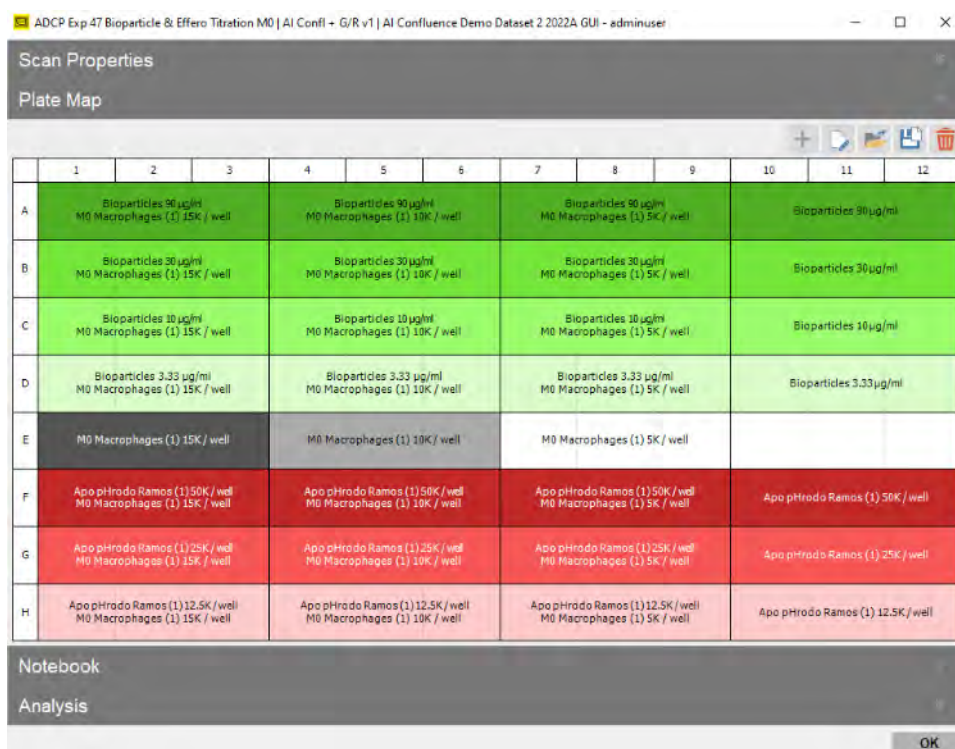 ADCP Exp 47 Bioparticle & Effero Titration M0 | AI Confl + G/R v1 | AI Confluence Demo Dataset 2 2022A GUI - adminuser
Scan Properties
Plate Map
1 2 3 4 5 6 7 8 9 10 11 12
A
Bioparticles 90 µg/ml
M0 Macrophages (1) 15K / well
Bioparticles 90 µg/ml
M0 Macrophages (1) 10K / well
Bioparticles 90 µg/ml
M0 Macrophages (1) 5K / well
Bioparticles 90 µg/ml
B
Bioparticles 30 µg/ml
M0 Macrophages (1) 15K / well
Bioparticles 30 µg/ml
M0 Macrophages (1) 10K / well
Bioparticles 30 µg/ml
M0 Macrophages (1) 5K / well
Bioparticles 30 µg/ml
C
Bioparticles 10 µg/ml
M0 Macrophages (1) 15K / well
Bioparticles 10 µg/ml
M0 Macrophages (1) 10K / well
Bioparticles 10 µg/ml
M0 Macrophages (1) 5K / well
Bioparticles 10 µg/ml
D
Bioparticles 3.33 µg/ml
M0 Macrophages (1) 15K / well
Bioparticles 3.33 µg/ml
M0 Macrophages (1) 10K / well
Bioparticles 3.33 µg/ml
M0 Macrophages (1) 5K / well
Bioparticles 3.33 µg/ml
E
M0 Macrophages (1) 15K / well
M0 Macrophages (1) 10K / well
M0 Macrophages (1) 5K / well
F
Apo pHrodo Ramos (1) 50K / well
M0 Macrophages (1) 15K / well
Apo pHrodo Ramos (1) 50K / well
M0 Macrophages (1) 10K / well
Apo pHrodo Ramos (1) 50K / well
M0 Macrophages (1) 5K / well
Apo pHrodo Ramos (1) 50K / well
G
Apo pHrodo Ramos (1) 25K / well
M0 Macrophages (1) 15K / well
Apo pHrodo Ramos (1) 25K / well
M0 Macrophages (1) 10K / well
Apo pHrodo Ramos (1) 25K / well
M0 Macrophages (1) 5K / well
Apo pHrodo Ramos (1) 25K / well
H
Apo pHrodo Ramos (1) 12.5K / well
M0 Macrophages (1) 15K / well
Apo pHrodo Ramos (1) 12.5K / well
M0 Macrophages (1) 10K / well
Apo pHrodo Ramos (1) 12.5K / well
M0 Macrophages (1) 5K / well
Apo pHrodo Ramos (1) 12.5K / well
Notebook
Analysis
OK